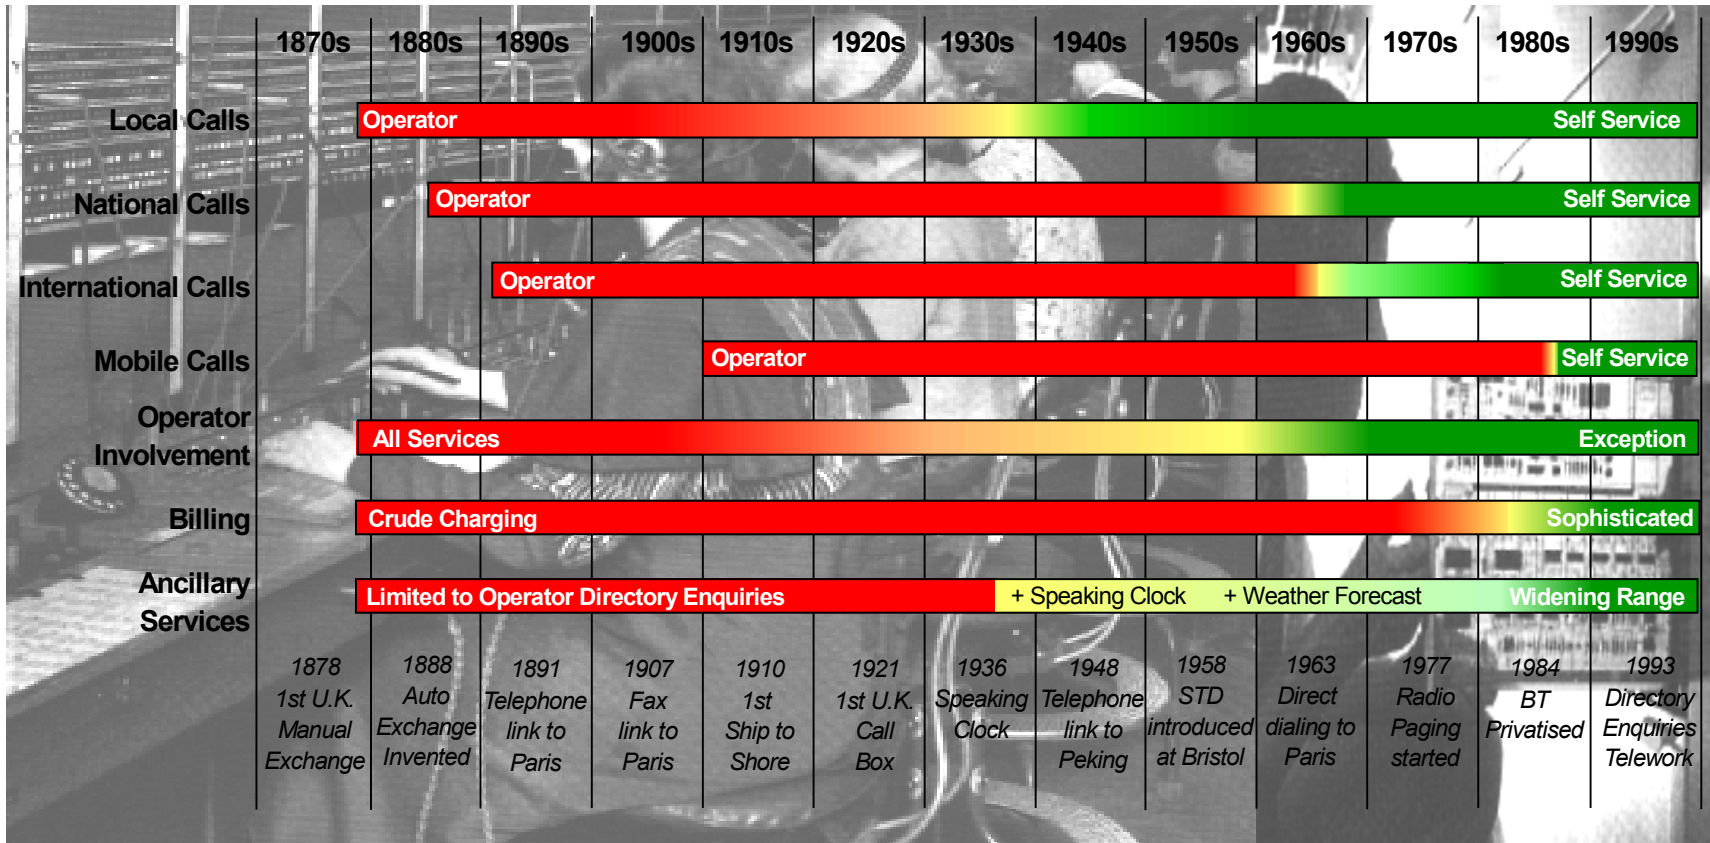 1870s 1880s 1890s 1900s 1910s 1920s 1930s 1940s 1950s 1960s 1970s 1980s 1990s
Local Calls Operator Self Service
National Calls Operator Self Service
International Calls Operator Self Service
Mobile Calls Operator Self Service
Operator
Involvement All Services Exception
Billing Crude Charging Sophisticated
Ancillary
Services Limited to Operator Directory Enquiries + Speaking Clock + Weather Forecast Widening Range
1878
1st U.K.
Manual
Exchange
1888
Auto
Exchange
Invented
1891
Telephone
link to
Paris
1907
Fax
link to
Paris
1910
1st
Ship to
Shore
1921
1st U.K.
Call
Box
1936
Speaking
Clock
1948
Telephone
link to
Peking
1958
STD
introduced
at Bristol
1963
Direct
dialing to
Paris
1977
Radio
Paging
started
1984
BT
Privatised
1993
Directory
Enquiries
Telework